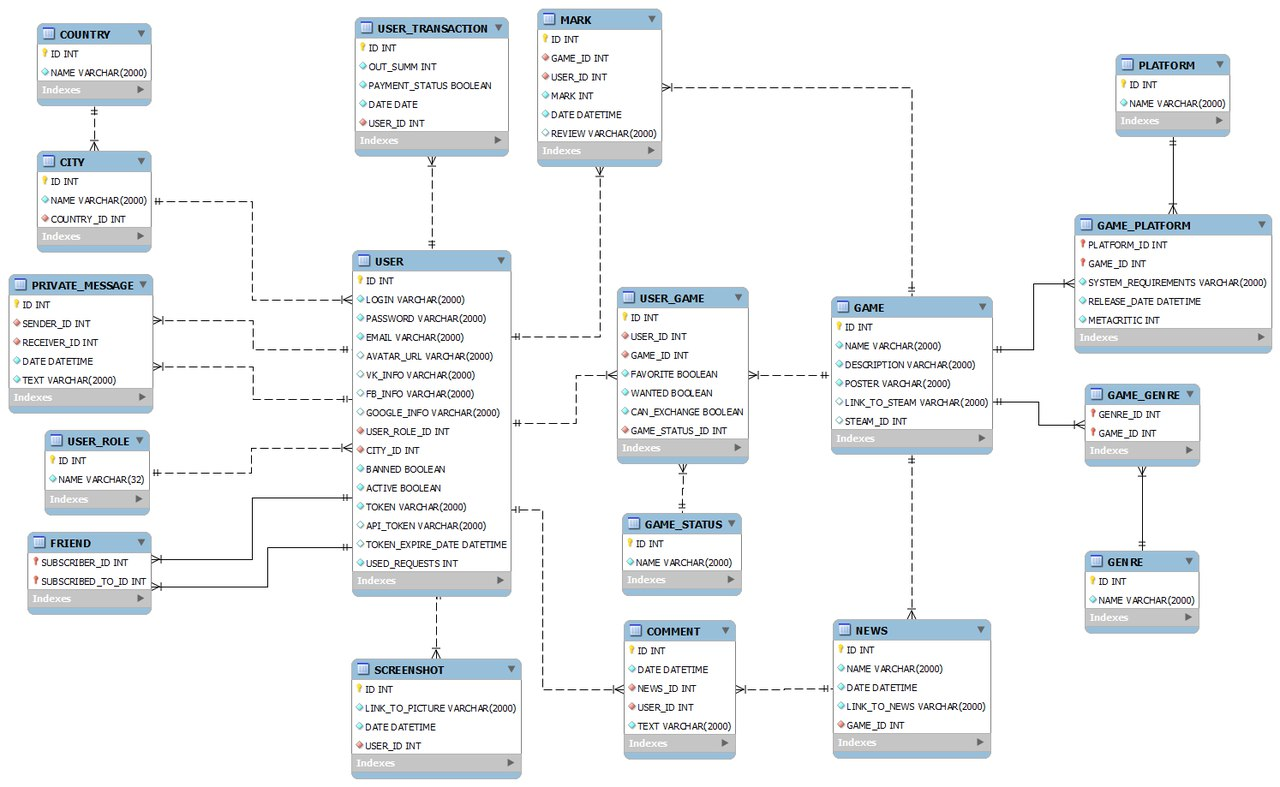 COUNTRY
ID INT
NAME VARCHAR(2000)
Indexes
CITY
ID INT
NAME VARCHAR(2000)
COUNTRY_ID INT
Indexes
PRIVATE_MESSAGE
ID INT
SENDER_ID INT
RECEIVER_ID INT
DATE DATETIME
TEXT VARCHAR(2000)
Indexes
USER_ROLE
ID INT
NAME VARCHAR(32)
Indexes
FRIEND
SUBSCRIBER_ID INT
SUBSCRIBED_TO_ID INT
Indexes
USER_TRANSACTION
ID INT
OUT_SUMM INT
PAYMENT_STATUS BOOLEAN
DATE DATE
USER_ID INT
Indexes
USER
ID INT
LOGIN VARCHAR(2000)
PASSWORD VARCHAR(2000)
EMAIL VARCHAR(2000)
AVATAR_URL VARCHAR(2000)
VK_INFO VARCHAR(2000)
FB_INFO VARCHAR(2000)
GOOGLE_INFO VARCHAR(2000)
USER_ROLE_ID INT
CITY_ID INT
BANNED BOOLEAN
ACTIVE BOOLEAN
TOKEN VARCHAR(2000)
API_TOKEN VARCHAR(2000)
TOKEN_EXPIRE_DATE DATETIME
USED_REQUESTS INT
Indexes
SCREENSHOT
ID INT
LINK_TO_PICTURE VARCHAR(2000)
DATE DATETIME
USER_ID INT
Indexes
MARK
ID INT
GAME_ID INT
USER_ID INT
MARK INT
DATE DATETIME
REVIEW VARCHAR(2000)
Indexes
USER_GAME
ID INT
USER_ID INT
GAME_ID INT
FAVORITE BOOLEAN
WANTED BOOLEAN
CAN_EXCHANGE BOOLEAN
GAME_STATUS_ID INT
Indexes
GAME_STATUS
ID INT
NAME VARCHAR(2000)
Indexes
COMMENT
ID INT
DATE DATETIME
NEWS_ID INT
USER_ID INT
TEXT VARCHAR(2000)
Indexes
GAME
ID INT
NAME VARCHAR(2000)
DESCRIPTION VARCHAR(2000)
POSTER VARCHAR(2000)
LINK_TO_STEAM VARCHAR(2000)
STEAM_ID INT
Indexes
NEWS
ID INT
NAME VARCHAR(2000)
DATE DATETIME
LINK_TO_NEWS VARCHAR(2000)
GAME_ID INT
Indexes
PLATFORM
ID INT
NAME VARCHAR(2000)
Indexes
GAME_PLATFORM
PLATFORM_ID INT
GAME_ID INT
SYSTEM_REQUIREMENTS VARCHAR(2000)
RELEASE_DATE DATETIME
METACRITIC INT
Indexes
GAME_GENRE
GENRE_ID INT
GAME_ID INT
Indexes
GENRE
ID INT
NAME VARCHAR(2000)
Indexes